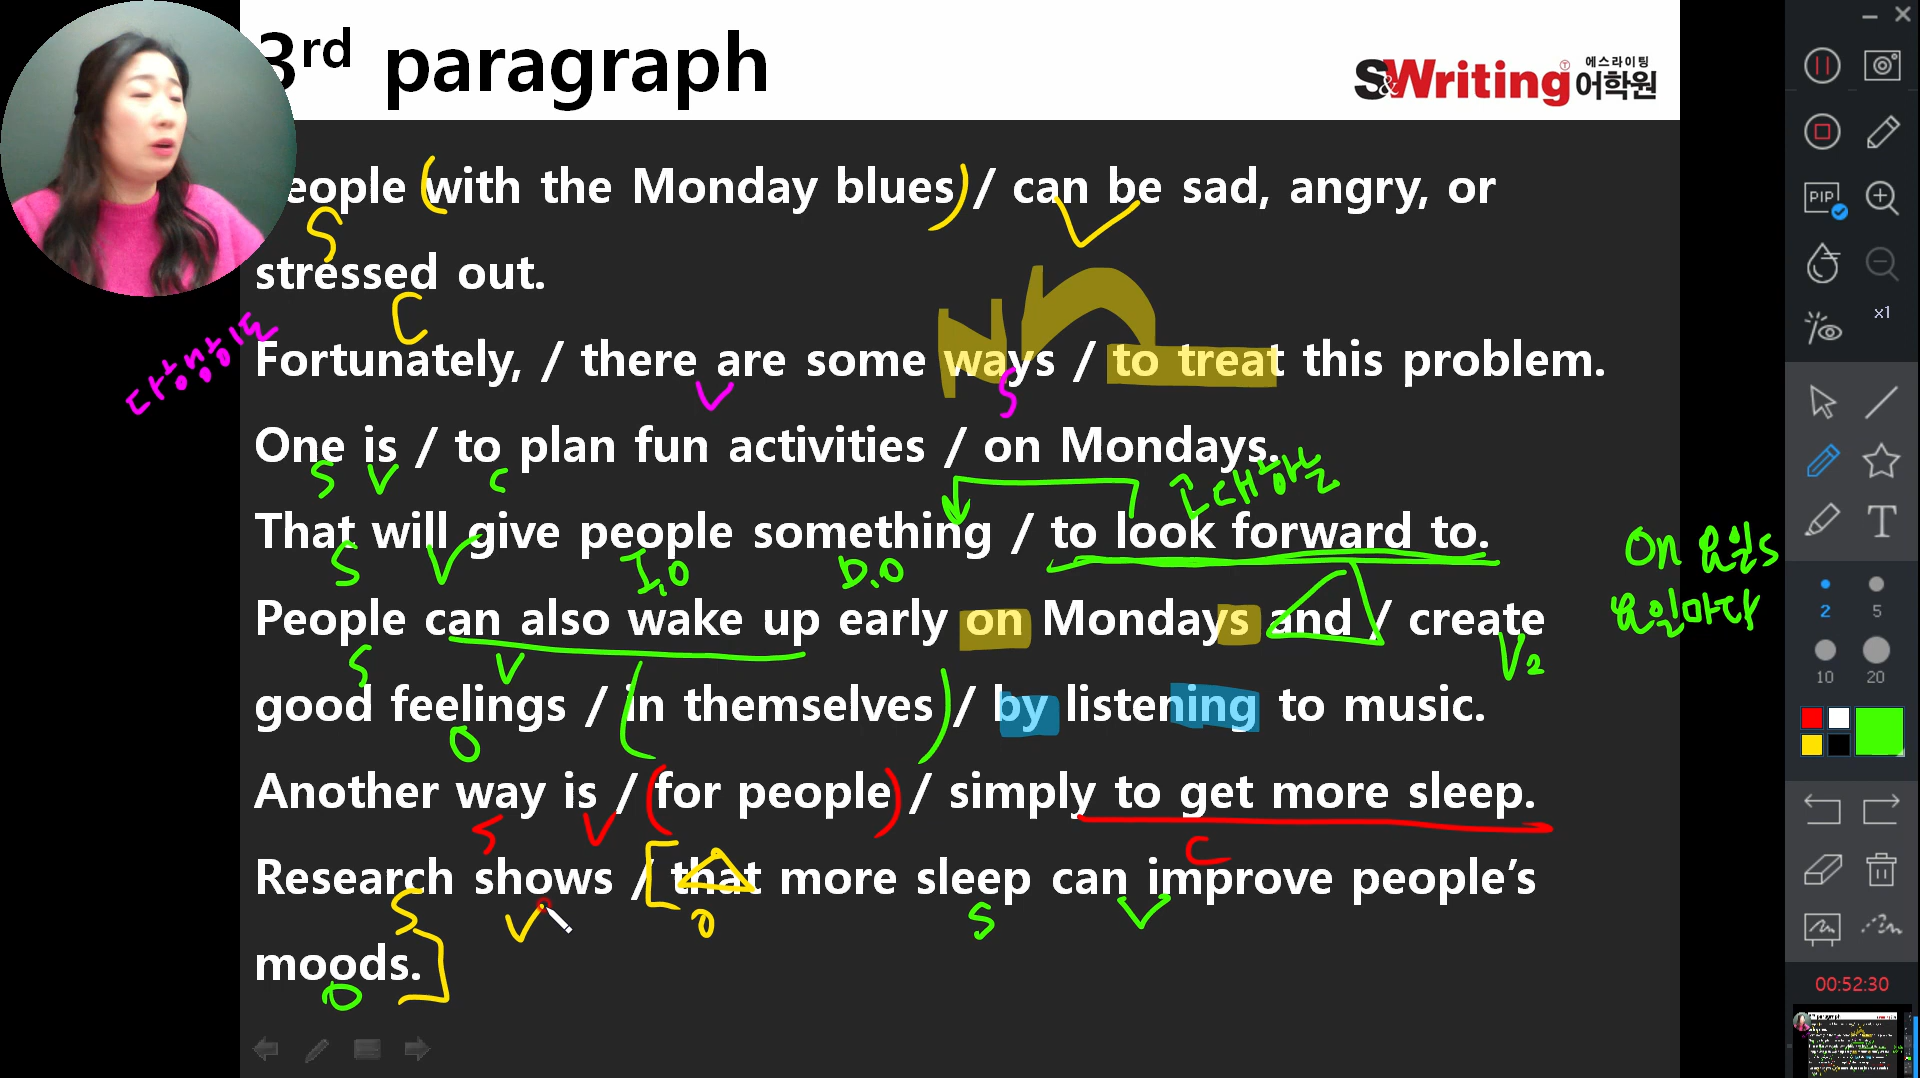 3rd paragraph
S&Writing 에스라이팅 어학원
People (with the Monday blues) / can be sad, angry, or
S V
stressed out.
C
다행히도
Fortunately, / there are some ways / to treat this problem.
V S
One is / to plan fun activities / on Mondays.
S V C
기대하는
That will give people something / to look forward to.
S V I.O D.O
On 요일s
요일마다
People can also wake up early on Mondays and / create
S V V2
good feelings / (in themselves) / by listening to music.
O
Another way is / (for people) / simply to get more sleep.
S V C
Research shows / [that more sleep can improve people's
S V O S V
moods.]
O
PIP
x1
T
2 5
10 20
00:52:30